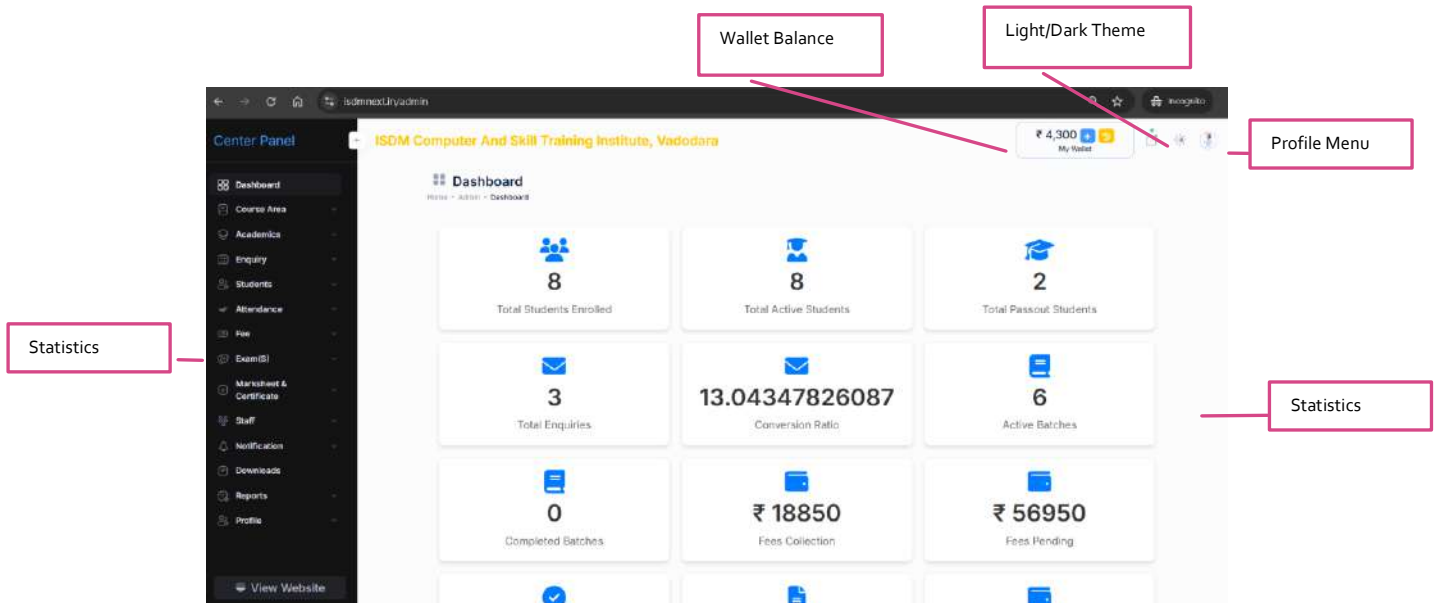 Wallet Balance
Light/Dark Theme
isdmnext.in/admin
Incognito
Center Panel
ISDM Computer And Skill Training Institute, Vadodara
₹ 4,300
My Wallet
Profile Menu
Dashboard
Home - Admin - Dashboard
Dashboard
Course Area
Academics
Enquiry
Students
Attendance
Fee
Exam(S)
Marksheet &
Certificate
Staff
Notification
Downloads
Reports
Profile
View Website
Statistics
8
Total Students Enrolled
8
Total Active Students
2
Total Passout Students
3
Total Enquiries
13.04347826087
Conversion Ratio
6
Active Batches
Statistics
0
Completed Batches
₹ 18850
Fees Collection
₹ 56950
Fees Pending